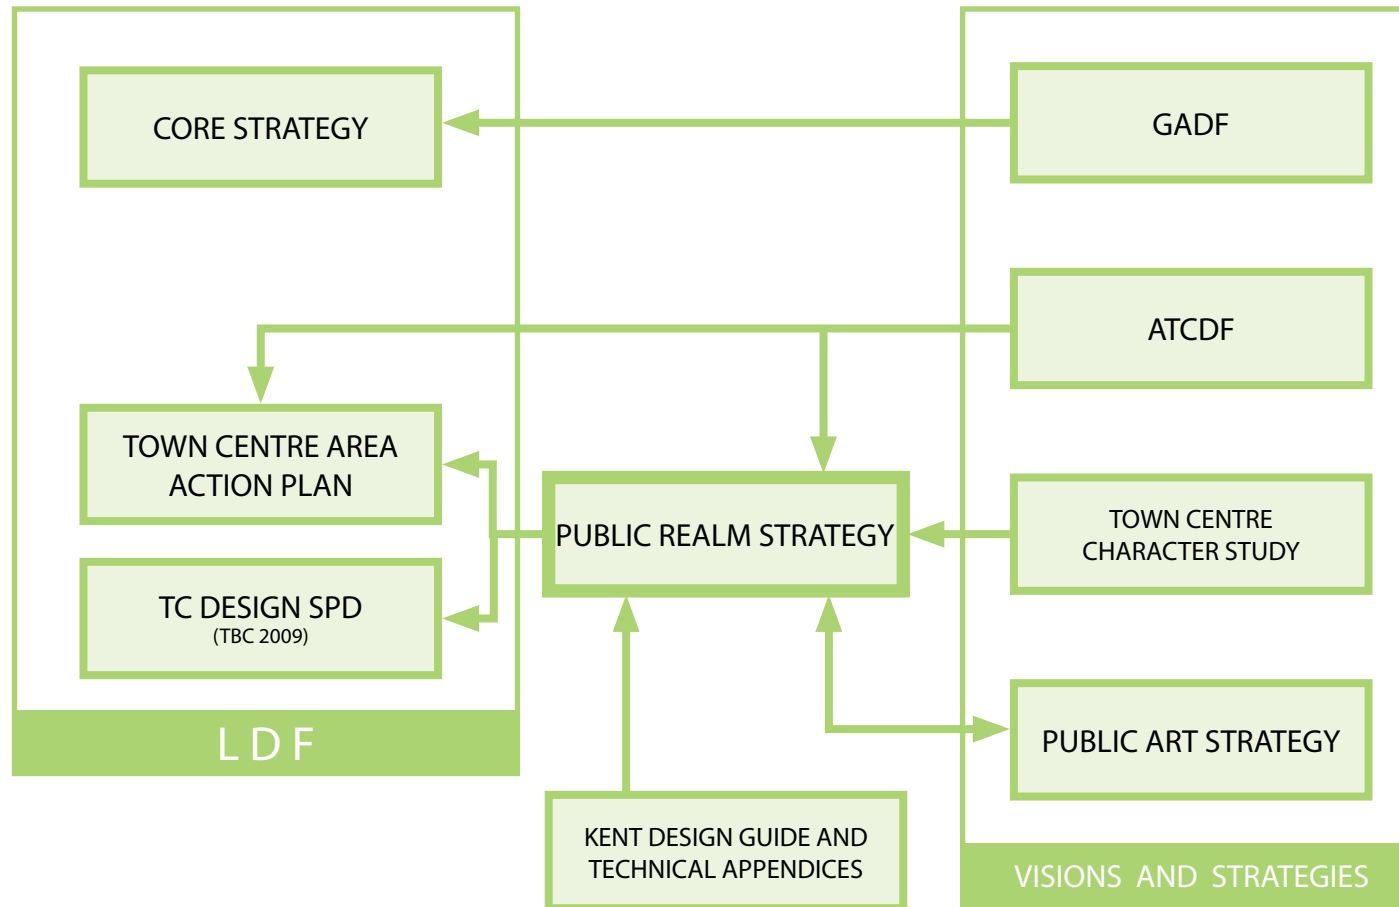 CORE STRATEGY
GADF
ATCDF
TOWN CENTRE AREA
ACTION PLAN
PUBLIC REALM STRATEGY
TOWN CENTRE
CHARACTER STUDY
TC DESIGN SPD
(TBC 2009)
L D F
PUBLIC ART STRATEGY
KENT DESIGN GUIDE AND
TECHNICAL APPENDICES
VISIONS AND STRATEGIES